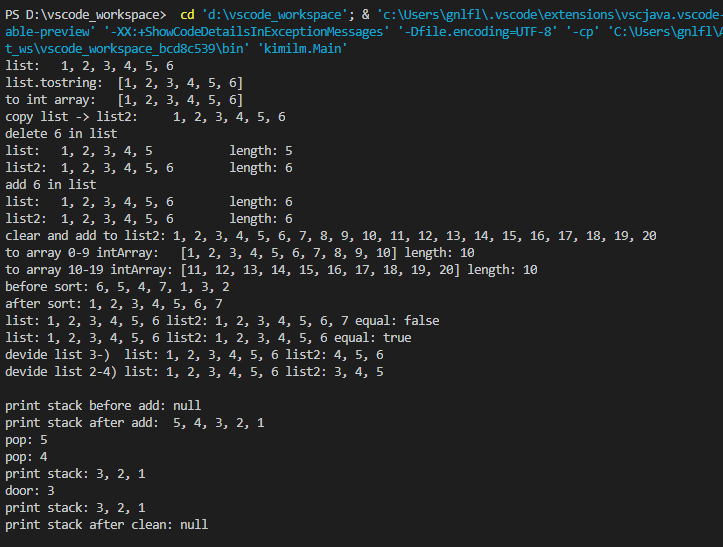 PS D:\vscode_workspace>  cd 'd:\vscode_workspace'; & 'c:\Users\gnlfl\.vscode\extensions\vscjava.vscode-
able-preview' '-XX:+ShowCodeDetailsInExceptionMessages' '-Dfile.encoding=UTF-8' '-cp' 'C:\Users\gnlfl\A
t_ws\vscode_workspace_bcd8c539\bin' 'kimilm.Main'
list:   1, 2, 3, 4, 5, 6
list.tostring:  [1, 2, 3, 4, 5, 6]
to int array:   [1, 2, 3, 4, 5, 6]
copy list -> list2:     1, 2, 3, 4, 5, 6
delete 6 in list
list:   1, 2, 3, 4, 5           length: 5
list2:  1, 2, 3, 4, 5, 6        length: 6
add 6 in list
list:   1, 2, 3, 4, 5, 6        length: 6
list2:  1, 2, 3, 4, 5, 6        length: 6
clear and add to list2: 1, 2, 3, 4, 5, 6, 7, 8, 9, 10, 11, 12, 13, 14, 15, 16, 17, 18, 19, 20
to array 0-9 intArray:   [1, 2, 3, 4, 5, 6, 7, 8, 9, 10] length: 10
to array 10-19 intArray: [11, 12, 13, 14, 15, 16, 17, 18, 19, 20] length: 10
before sort: 6, 5, 4, 7, 1, 3, 2
after sort: 1, 2, 3, 4, 5, 6, 7
list: 1, 2, 3, 4, 5, 6 list2: 1, 2, 3, 4, 5, 6, 7 equal: false
list: 1, 2, 3, 4, 5, 6 list2: 1, 2, 3, 4, 5, 6 equal: true
devide list 3-)  list: 1, 2, 3, 4, 5, 6 list2: 4, 5, 6
devide list 2-4) list: 1, 2, 3, 4, 5, 6 list2: 3, 4, 5
print stack before add: null
print stack after add:  5, 4, 3, 2, 1
pop: 5
pop: 4
print stack: 3, 2, 1
door: 3
print stack: 3, 2, 1
print stack after clean: null